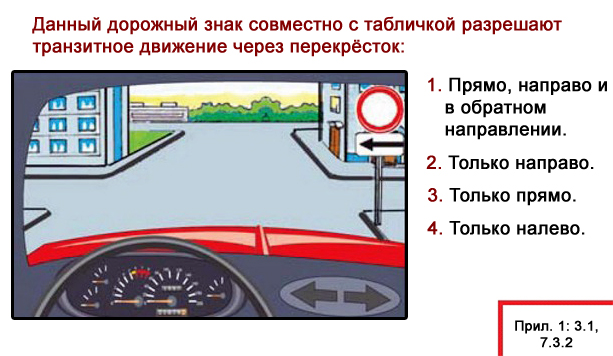 Данный дорожный знак совместно с табличкой разрешают
транзитное движение через перекрёсток:
1. Прямо, направо и
в обратном
направлении.
2. Только направо.
3. Только прямо.
4. Только налево.
Прил. 1: 3.1,
7.3.2